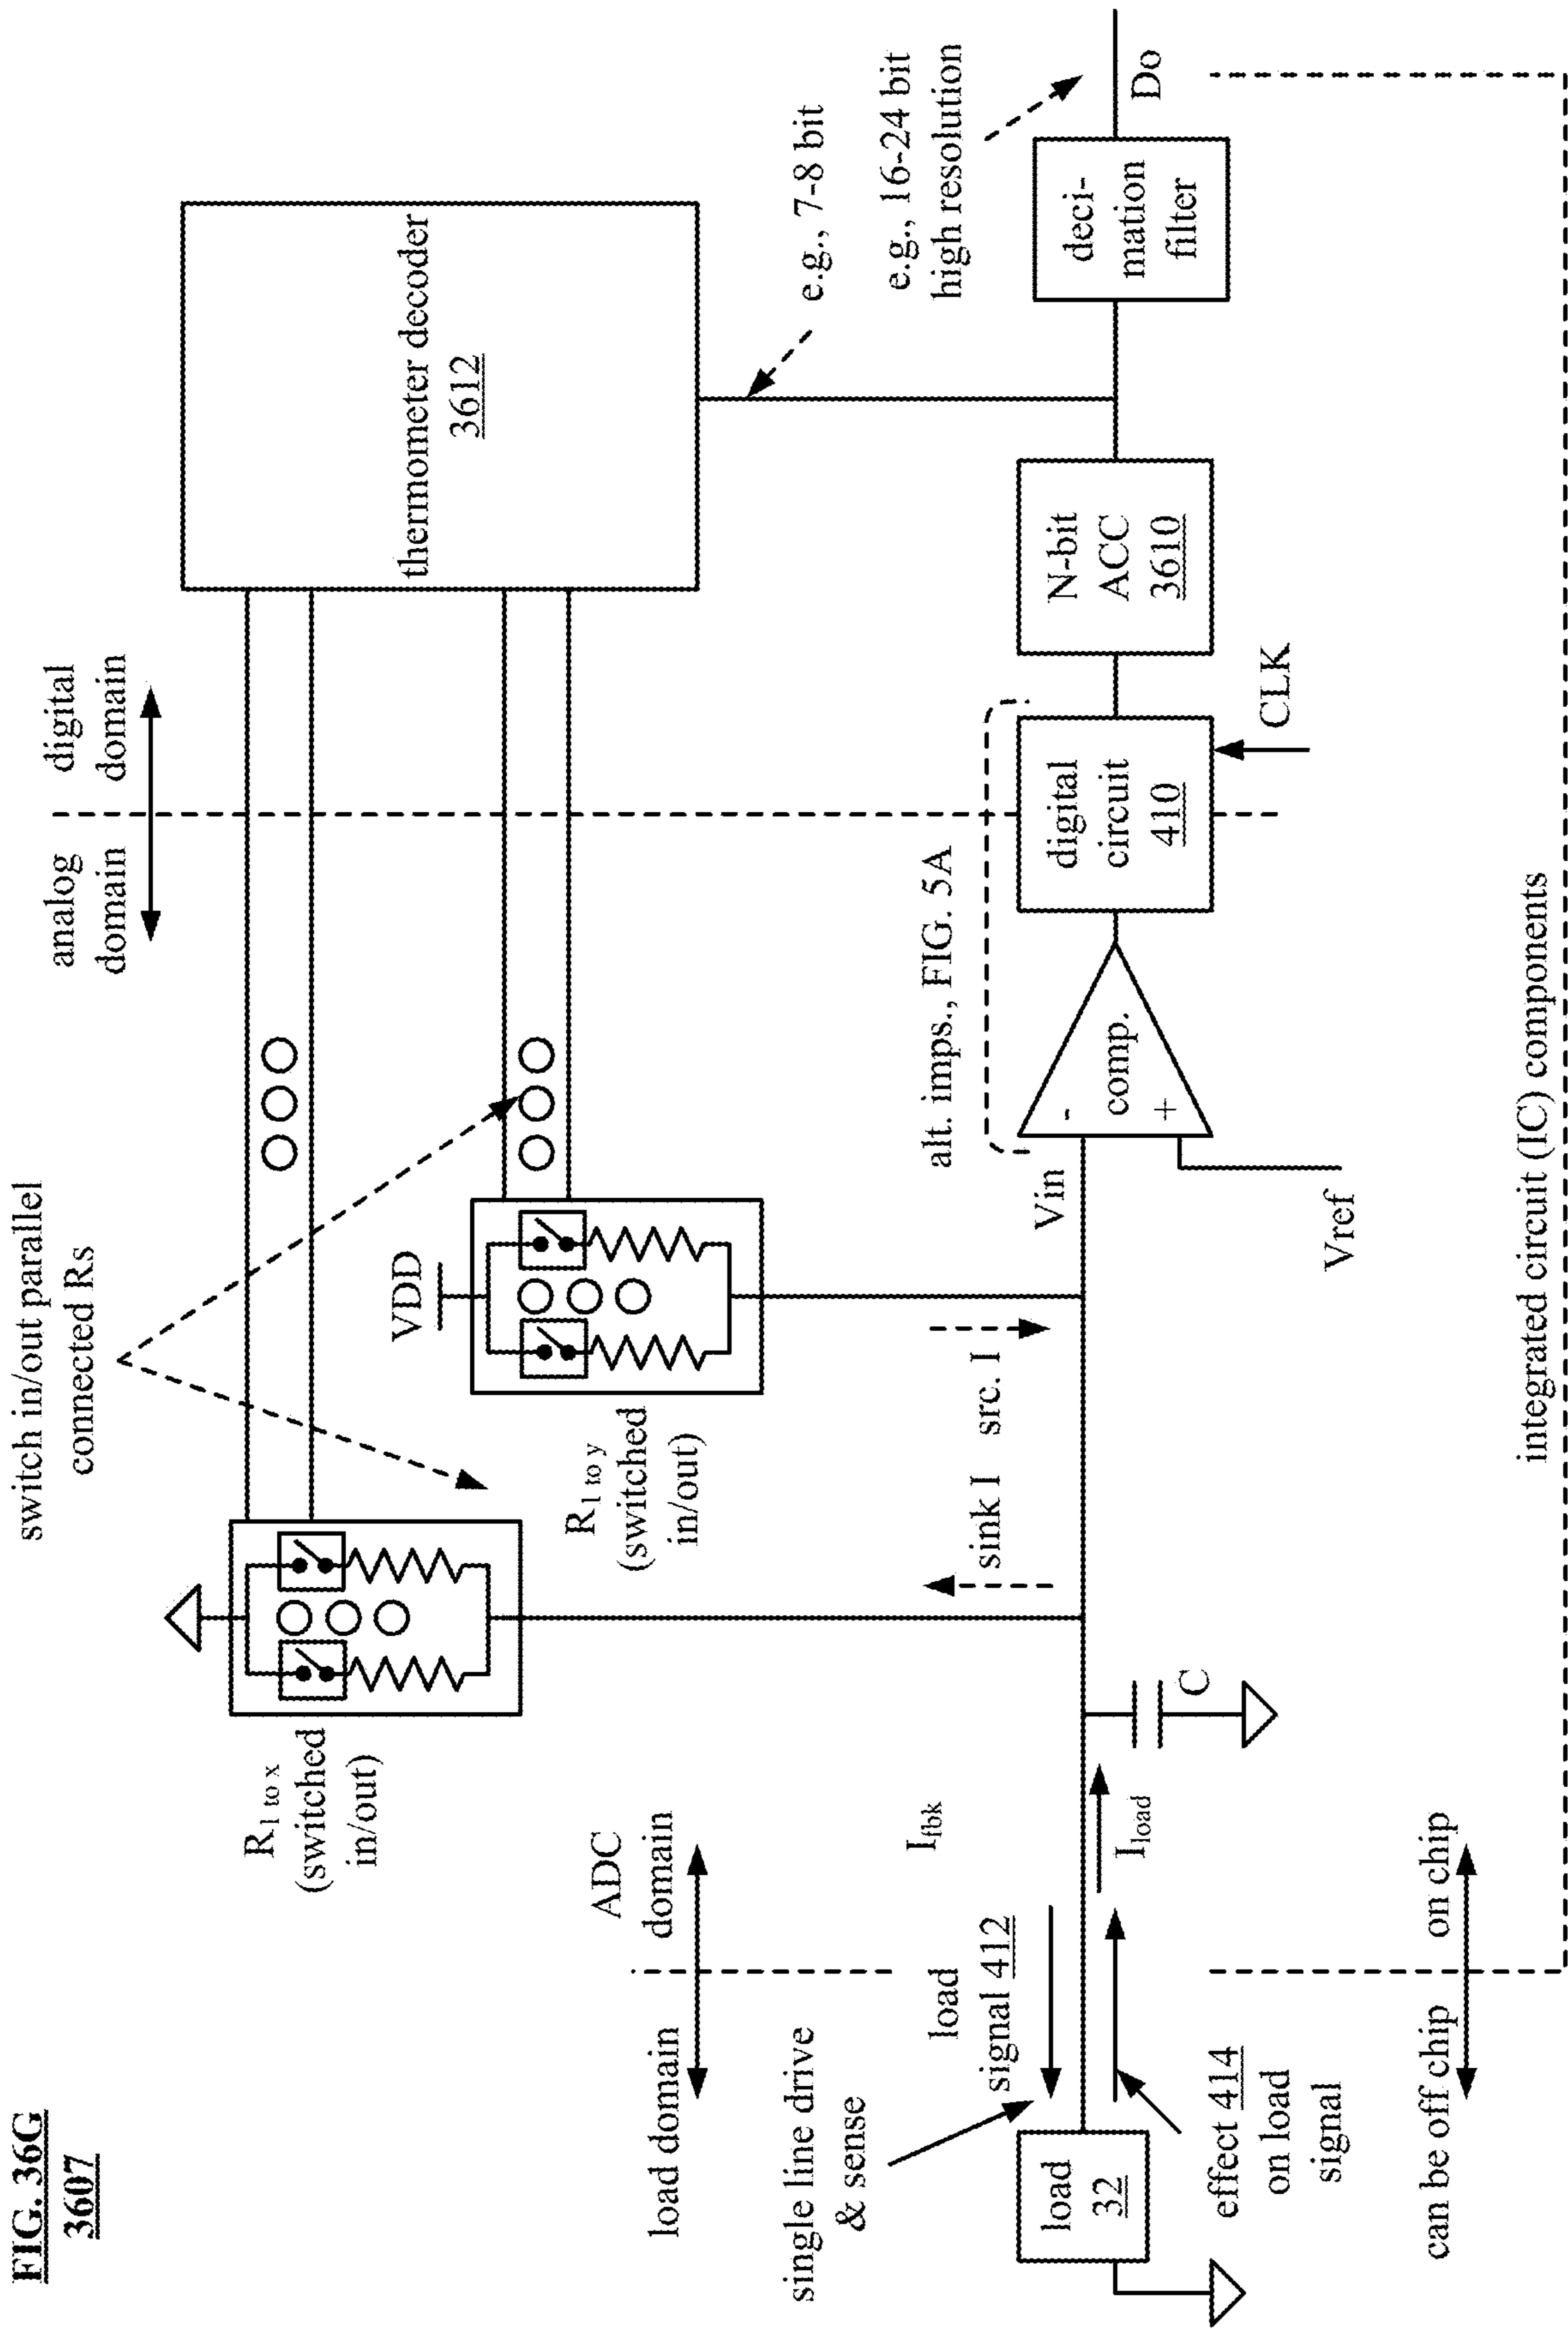 FIG. 36G
3607
switch in/out parallel
connected Rs
analog
domain
digital
domain
R1 to x
(switched
in/out)
VDD
R1 to y
(switched
in/out)
thermometer decoder
3612
e.g., 7-8 bit
e.g., 16-24 bit
high resolution
load domain
ADC
domain
single line drive
& sense
load
signal 412
Ifbk
sink I
src. I
alt. imps., FIG. 5A
load
32
Iload
C
Vin
Vref
-
comp.
+
digital
circuit
410
CLK
N-bit
ACC
3610
deci-
mation
filter
Do
effect 414
on load
signal
can be off chip
on chip
integrated circuit (IC) components